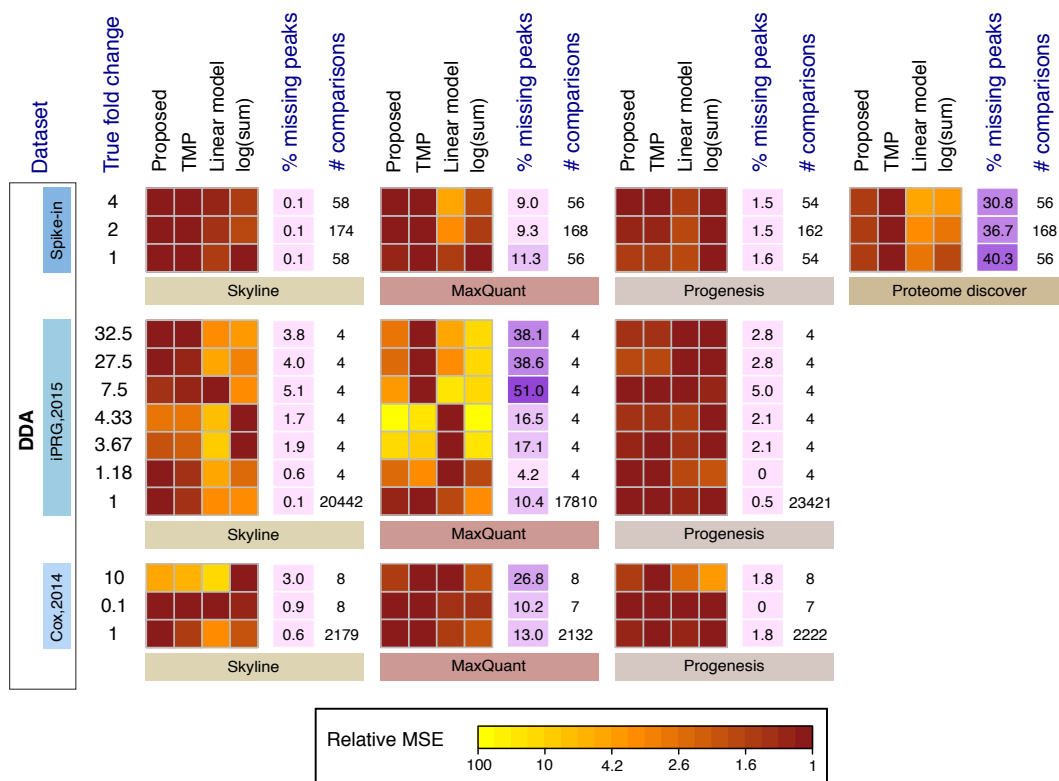 Dataset
True fold change
Proposed
TMP
Linear model
log(sum)
% missing peaks
# comparisons
Proposed
TMP
Linear model
log(sum)
% missing peaks
# comparisons
Proposed
TMP
Linear model
log(sum)
% missing peaks
# comparisons
Proposed
TMP
Linear model
log(sum)
% missing peaks
# comparisons
DDA
Spike-in
4 0.1 58 9.0 56 1.5 54 30.8 56
2 0.1 174 9.3 168 1.5 162 36.7 168
1 0.1 58 11.3 56 1.6 54 40.3 56
Skyline MaxQuant Progenesis Proteome discover
iPRG,2015
32.5 3.8 4 38.1 4 2.8 4
27.5 4.0 4 38.6 4 2.8 4
7.5 5.1 4 51.0 4 5.0 4
4.33 1.7 4 16.5 4 2.1 4
3.67 1.9 4 17.1 4 2.1 4
1.18 0.6 4 4.2 4 0 4
1 0.1 20442 10.4 17810 0.5 23421
Skyline MaxQuant Progenesis
Cox,2014
10 3.0 8 26.8 8 1.8 8
0.1 0.9 8 10.2 7 0 7
1 0.6 2179 13.0 2132 1.8 2222
Skyline MaxQuant Progenesis
Relative MSE
100 10 4.2 2.6 1.6 1